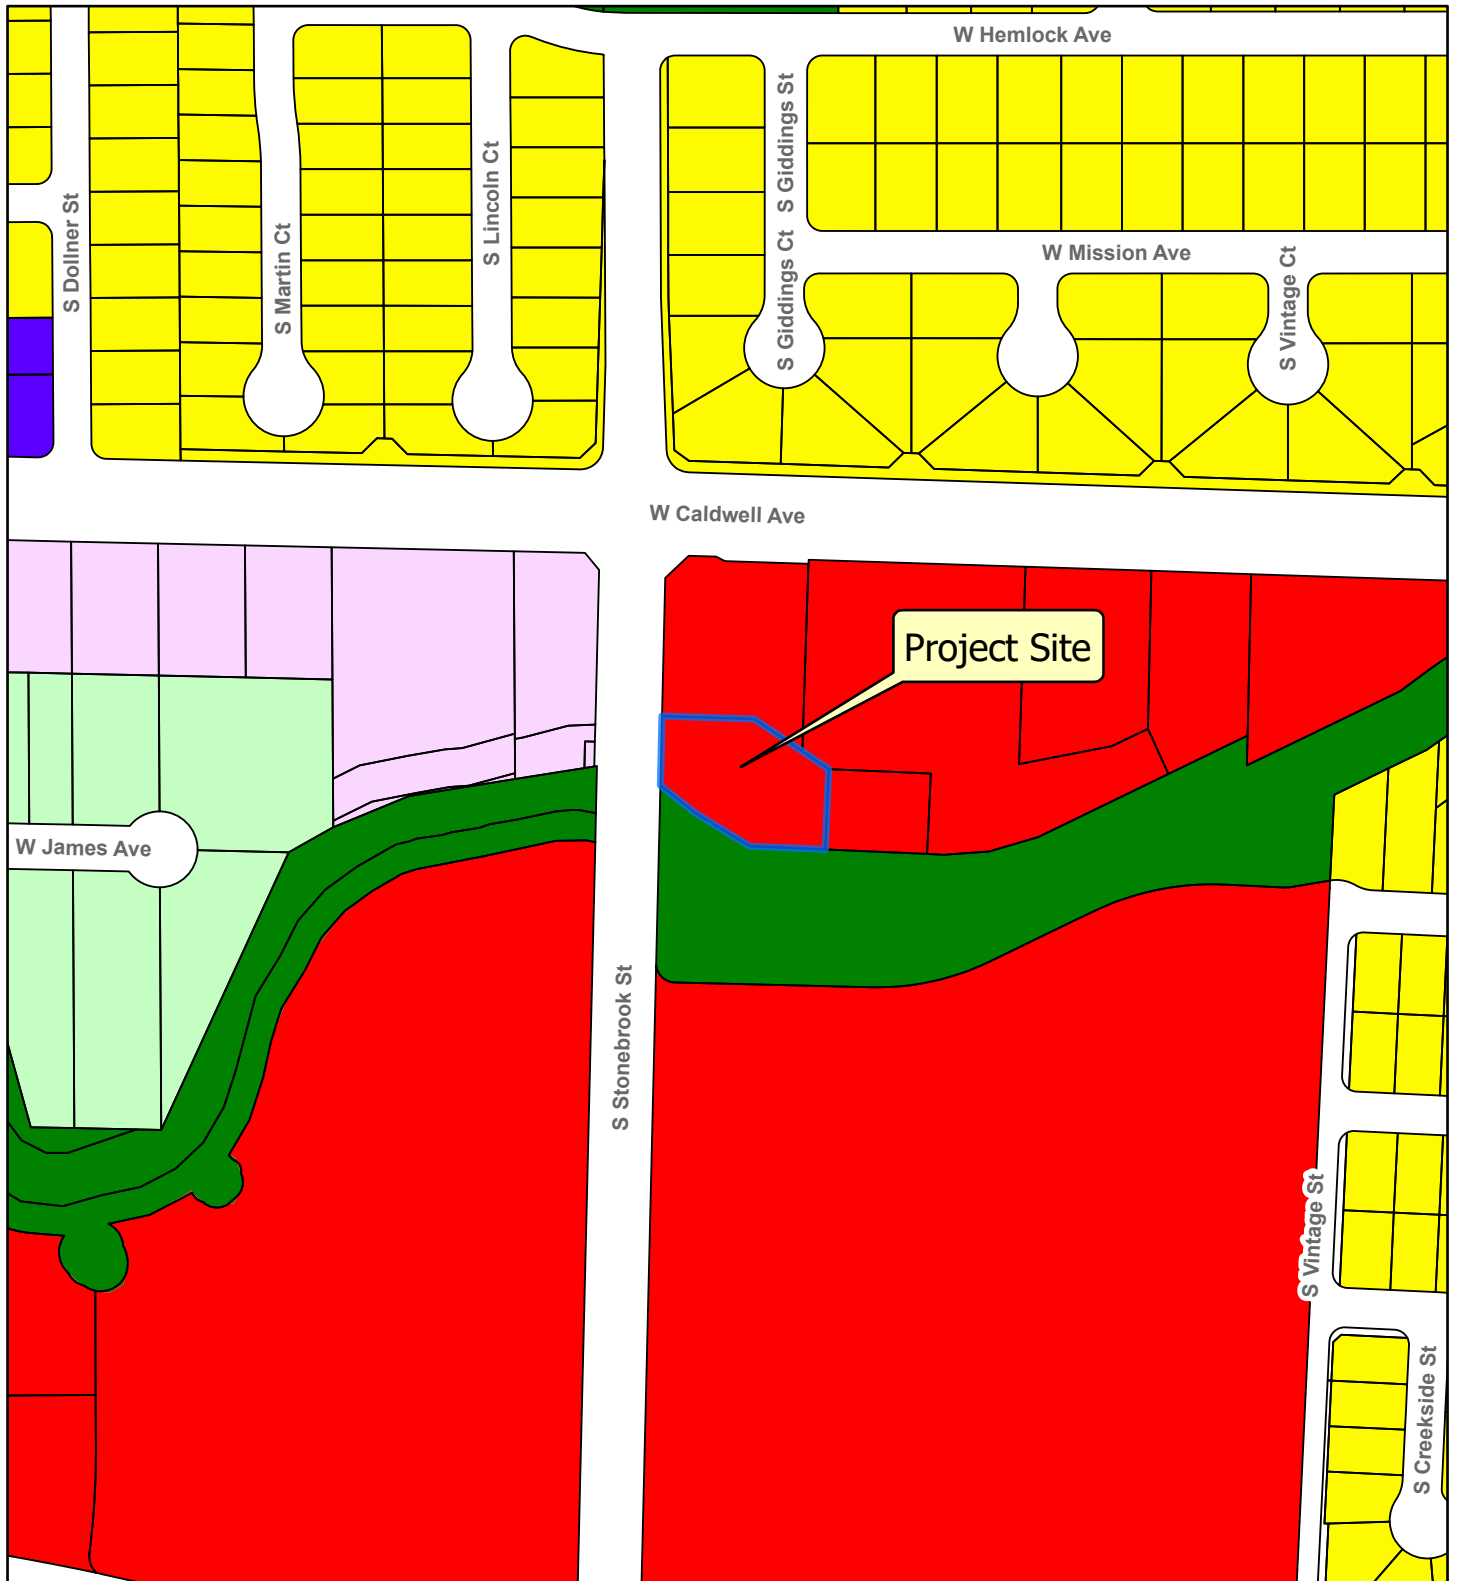 W Hemlock Ave
S Giddings St
S Lincoln Ct
S Dollner St
S Martin Ct
S Giddings Ct
W Mission Ave
S Vintage Ct
W Caldwell Ave
Project Site
W James Ave
S Stonebrook St
S Vintage St
S Creekside St